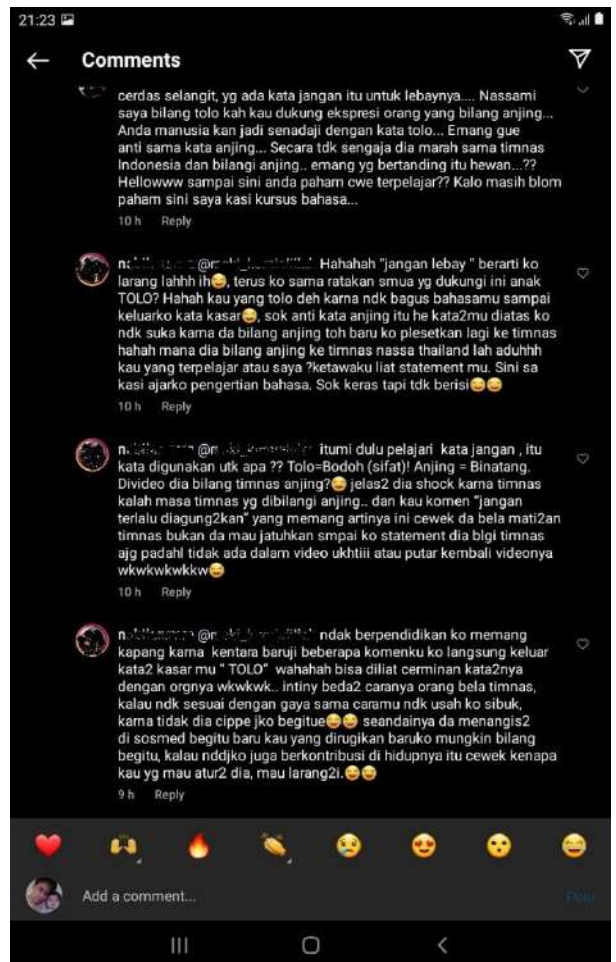 21:23
Comments
cerdas selangit, yg ada kata jangan itu untuk lebaynya.... Nassami
saya bilang tolo kah kau dukung ekspresi orang yang bilang anjing...
Anda manusia kan jadi senadaji dengan kata tolo... Emang gue
anti sama kata anjing... Secara tdk sengaja dia marah sama timnas
Indonesia dan bilangi anjing.. emang yg bertanding itu hewan...??
Hellowww sampai sini anda paham cwe terpelajar?? Kalo masih blom
paham sini saya kasi kursus bahasa...
10 h Reply
Hahahah "jangan lebay " berarti ko
larang lahhh ih😂, terus ko sama ratakan smua yg dukungi ini anak
TOLO? Hahah kau yang tolo deh karna ndk bagus bahasamu sampai
keluarko kata kasar😂, sok anti kata anjing itu he kata2mu diatas ko
ndk suka karna da bilang anjing toh baru ko plesetkan lagi ke timnas
hahah mana dia bilang anjing ke timnas nassa thailand lah aduhhh
kau yang terpelajar atau saya ?ketawaku liat statement mu. Sini sa
kasi ajarko pengertian bahasa. Sok keras tapi tdk berisi😂😂
10 h Reply
itumi dulu pelajari kata jangan , itu
kata digunakan utk apa ?? Tolo=Bodoh (sifat)! Anjing = Binatang.
Divideo dia bilang timnas anjing?😂 jelas2 dia shock karna timnas
kalah masa timnas yg dibilangi anjing.. dan kau komen "jangan
terlalu diagung2kan" yang memang artinya ini cewek da bela mati2an
timnas bukan da mau jatuhkan smpai ko statement dia blgi timnas
ajg padahl tidak ada dalam video ukhtiii atau putar kembali videonya
wkwkwkwkkw😂
10 h Reply
ndak berpendidikan ko memang
kapang karna kentara baruji beberapa komenku ko langsung keluar
kata2 kasar mu " TOLO" wahahah bisa diliat cerminan kata2nya
dengan orgnya wkwkwk.. intiny beda2 caranya orang bela timnas,
kalau ndk sesuai dengan gaya sama caramu ndk usah ko sibuk,
karna tidak dia cippe jko begitue😂😂 seandainya da menangis2
di sosmed begitu baru kau yang dirugikan baruko mungkin bilang
begitu, kalau nddjko juga berkontribusi di hidupnya itu cewek kenapa
kau yg mau atur2 dia, mau larang2i.😂😂
9 h Reply
Add a comment...
Post